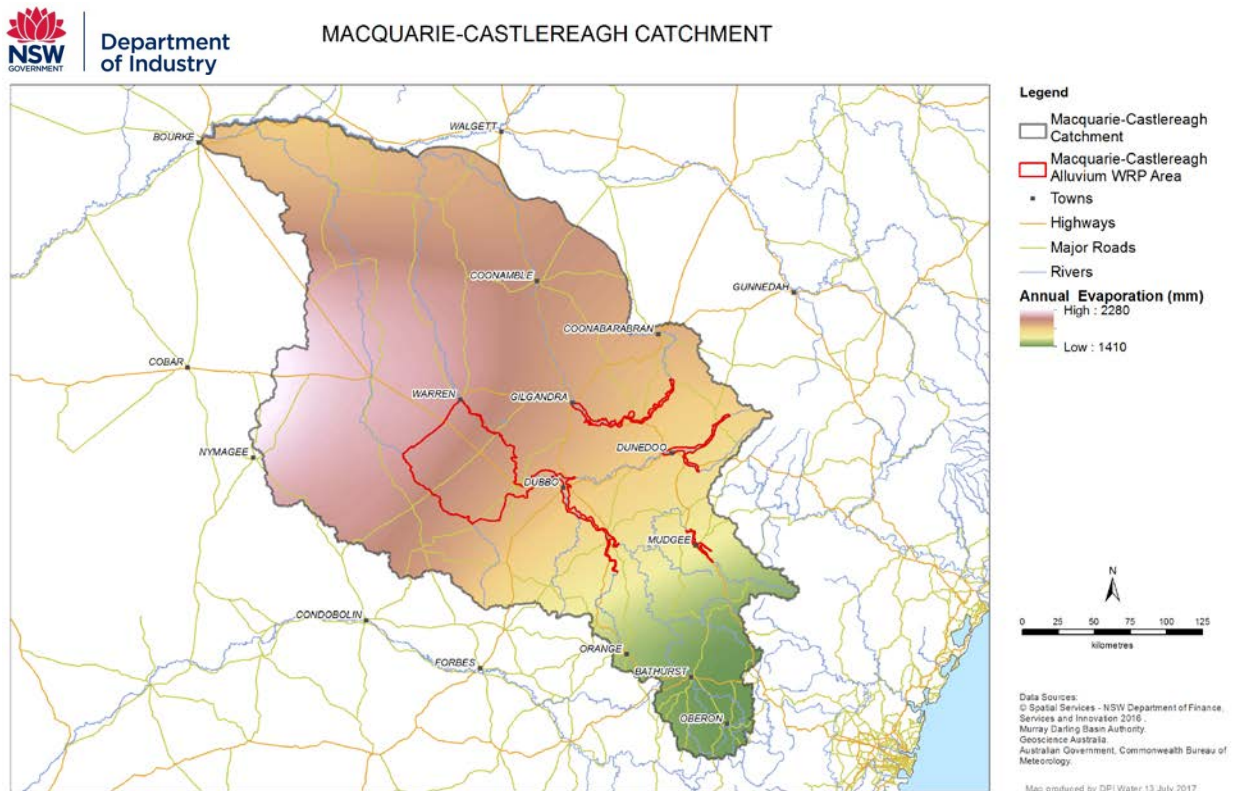 NSW
GOVERNMENT
Department
of Industry
MACQUARIE-CASTLEREAGH CATCHMENT
BOURKE
WALGETT
COONAMBLE
GUNNEDAH
COONABARABRAN
COBAR
WARREN
GILGANDRA
NYMAGEE
DUNEDOO
DUBBO
MUDGEE
CONDOBOLIN
ORANGE
FORBES
BATHURST
OBERON
Legend
Macquarie-Castlereagh
Catchment
Macquarie-Castlereagh
Alluvium WRP Area
Towns
Highways
Major Roads
Rivers
Annual Evaporation (mm)
High : 2280
Low : 1410
N
0 25 50 75 100 125
kilometres
Data Sources:
© Spatial Services - NSW Department of Finance,
Services and Innovation 2016 .
Murray Darling Basin Authority.
Geoscience Australia.
Australian Government, Commonwealth Bureau of
Meteorology.
Map produced by DPI Water 13 July 2017